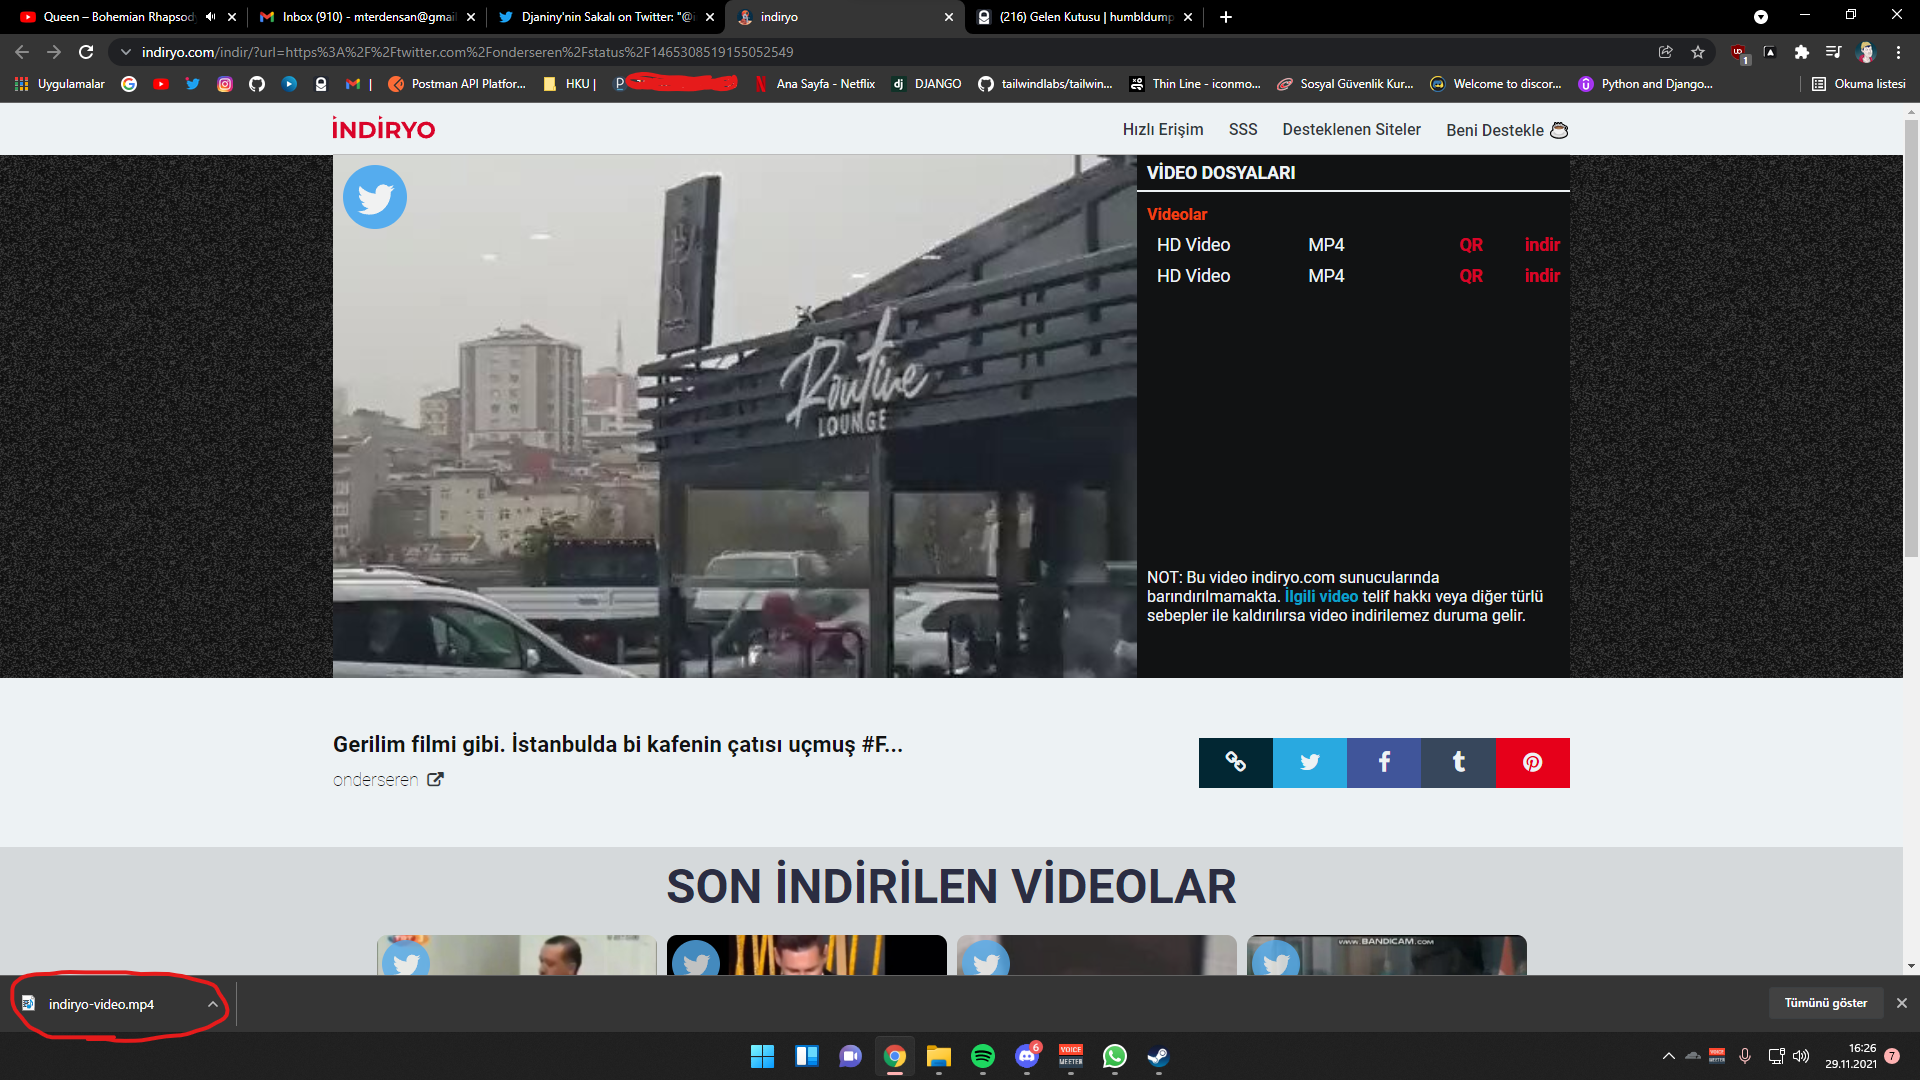 Queen – Bohemian Rhapsod
Inbox (910) - mterdensan@gmail
Djaniny'nin Sakalı on Twitter: "@i
indiryo
(216) Gelen Kutusu | humbldump
indiryo.com/indir/?url=https%3A%2F%2Ftwitter.com%2Fonderseren%2Fstatus%2F1465308519155052549
1
Uygulamalar
|
Postman API Platfor...
HKU |
P
Ana Sayfa - Netflix
dj DJANGO
tailwindlabs/tailwin...
Thin Line - iconmo...
Sosyal Güvenlik Kur...
Welcome to discor...
Python and Django...
Okuma listesi
İNDİRYO
Hızlı Erişim
SSS
Desteklenen Siteler
Beni Destekle
Routine
LOUNGE
VİDEO DOSYALARI
Videolar
HD Video MP4 QR indir
HD Video MP4 QR indir
NOT: Bu video indiryo.com sunucularında
barındırılmamakta. İlgili video telif hakkı veya diğer türlü
sebepler ile kaldırılırsa video indirilemez duruma gelir.
Gerilim filmi gibi. İstanbulda bi kafenin çatısı uçmuş #F...
onderseren
SON İNDİRİLEN VİDEOLAR
www.BANDICAM.com
indiryo-video.mp4
Tümünü göster
6
VOICE
MEETER
16:26
29.11.2021
7